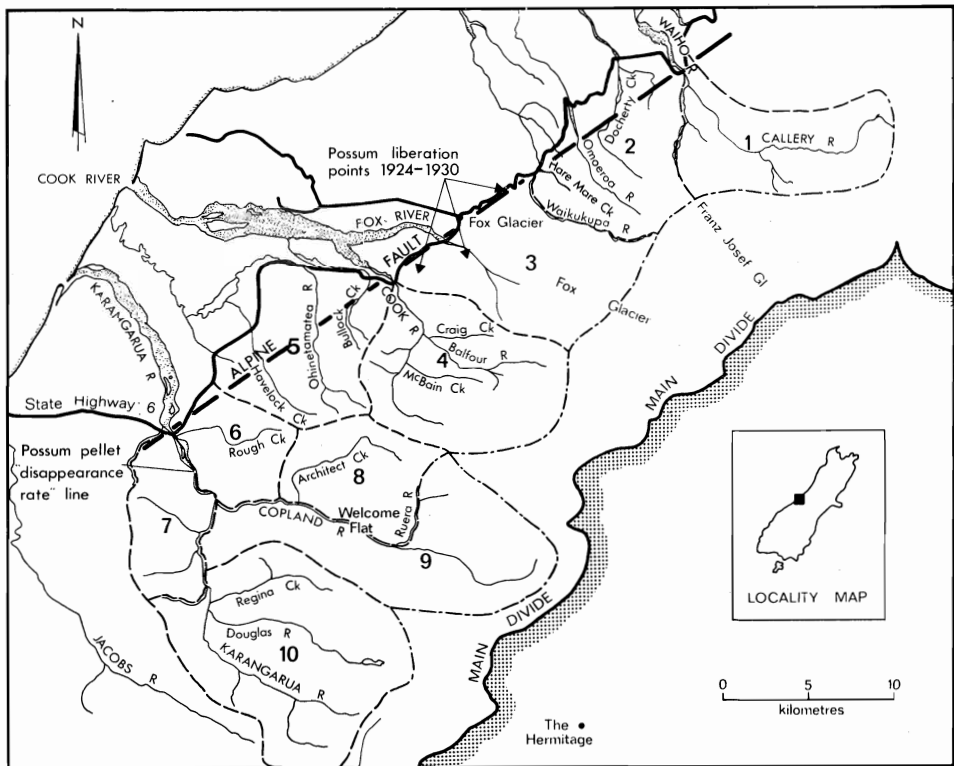 N
WAIHO R
Docherty Ck
2
1 CALLERY R
Omoeroa R
Hare Mare Ck
Waikukupa R
Possum liberation
points 1924-1930
COOK RIVER
FOX RIVER
Fox Glacier
Franz Josef Gl
3
Fox Glacier
ALPINE FAULT
KARANGARUA R
Ohinetamatea R
Bullock Ck
COOK R
Craig Ck
Balfour R
4
McBain Ck
5
Havelock Ck
MAIN DIVIDE
State Highway 6
6
Rough Ck
Possum pellet
"disappearance
rate" line
Architect Ck
8
COPLAND R
Welcome
Flat
Ruera R
7
9
LOCALITY MAP
Regina Ck
Douglas R
10
KARANGARUA R
JACOBS R
MAIN DIVIDE
The
Hermitage
0 5 10
kilometres